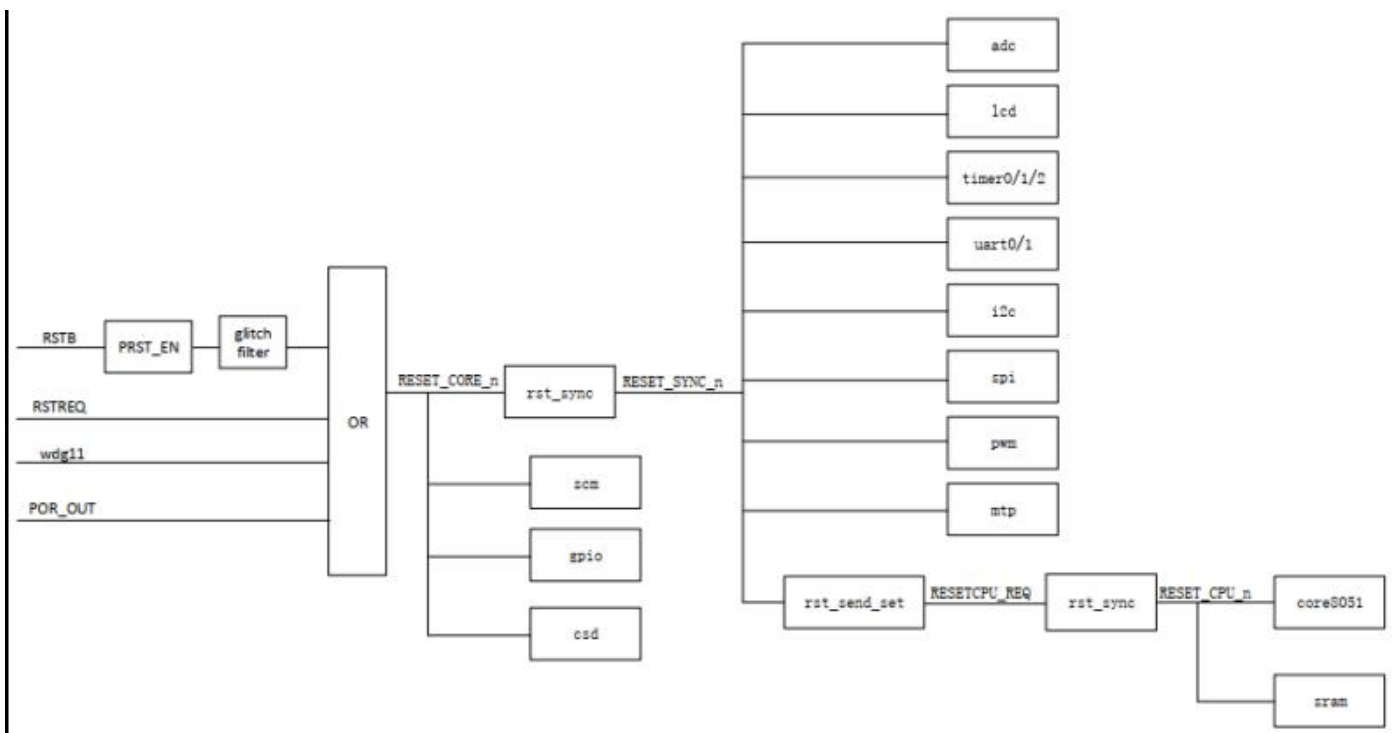 adc
lcd
timer0/1/2
uart0/1
i2c
spi
pwm
mtp
RSTB
PRST_EN
glitch
filter
RSTREQ
wdg11
POR_OUT
OR
RESET_CORE_n
rst_sync
RESET_SYNC_n
scm
gpio
csd
rst_send_set
RESETCPU_REQ
rst_sync
RESET_CPU_n
core8051
sram